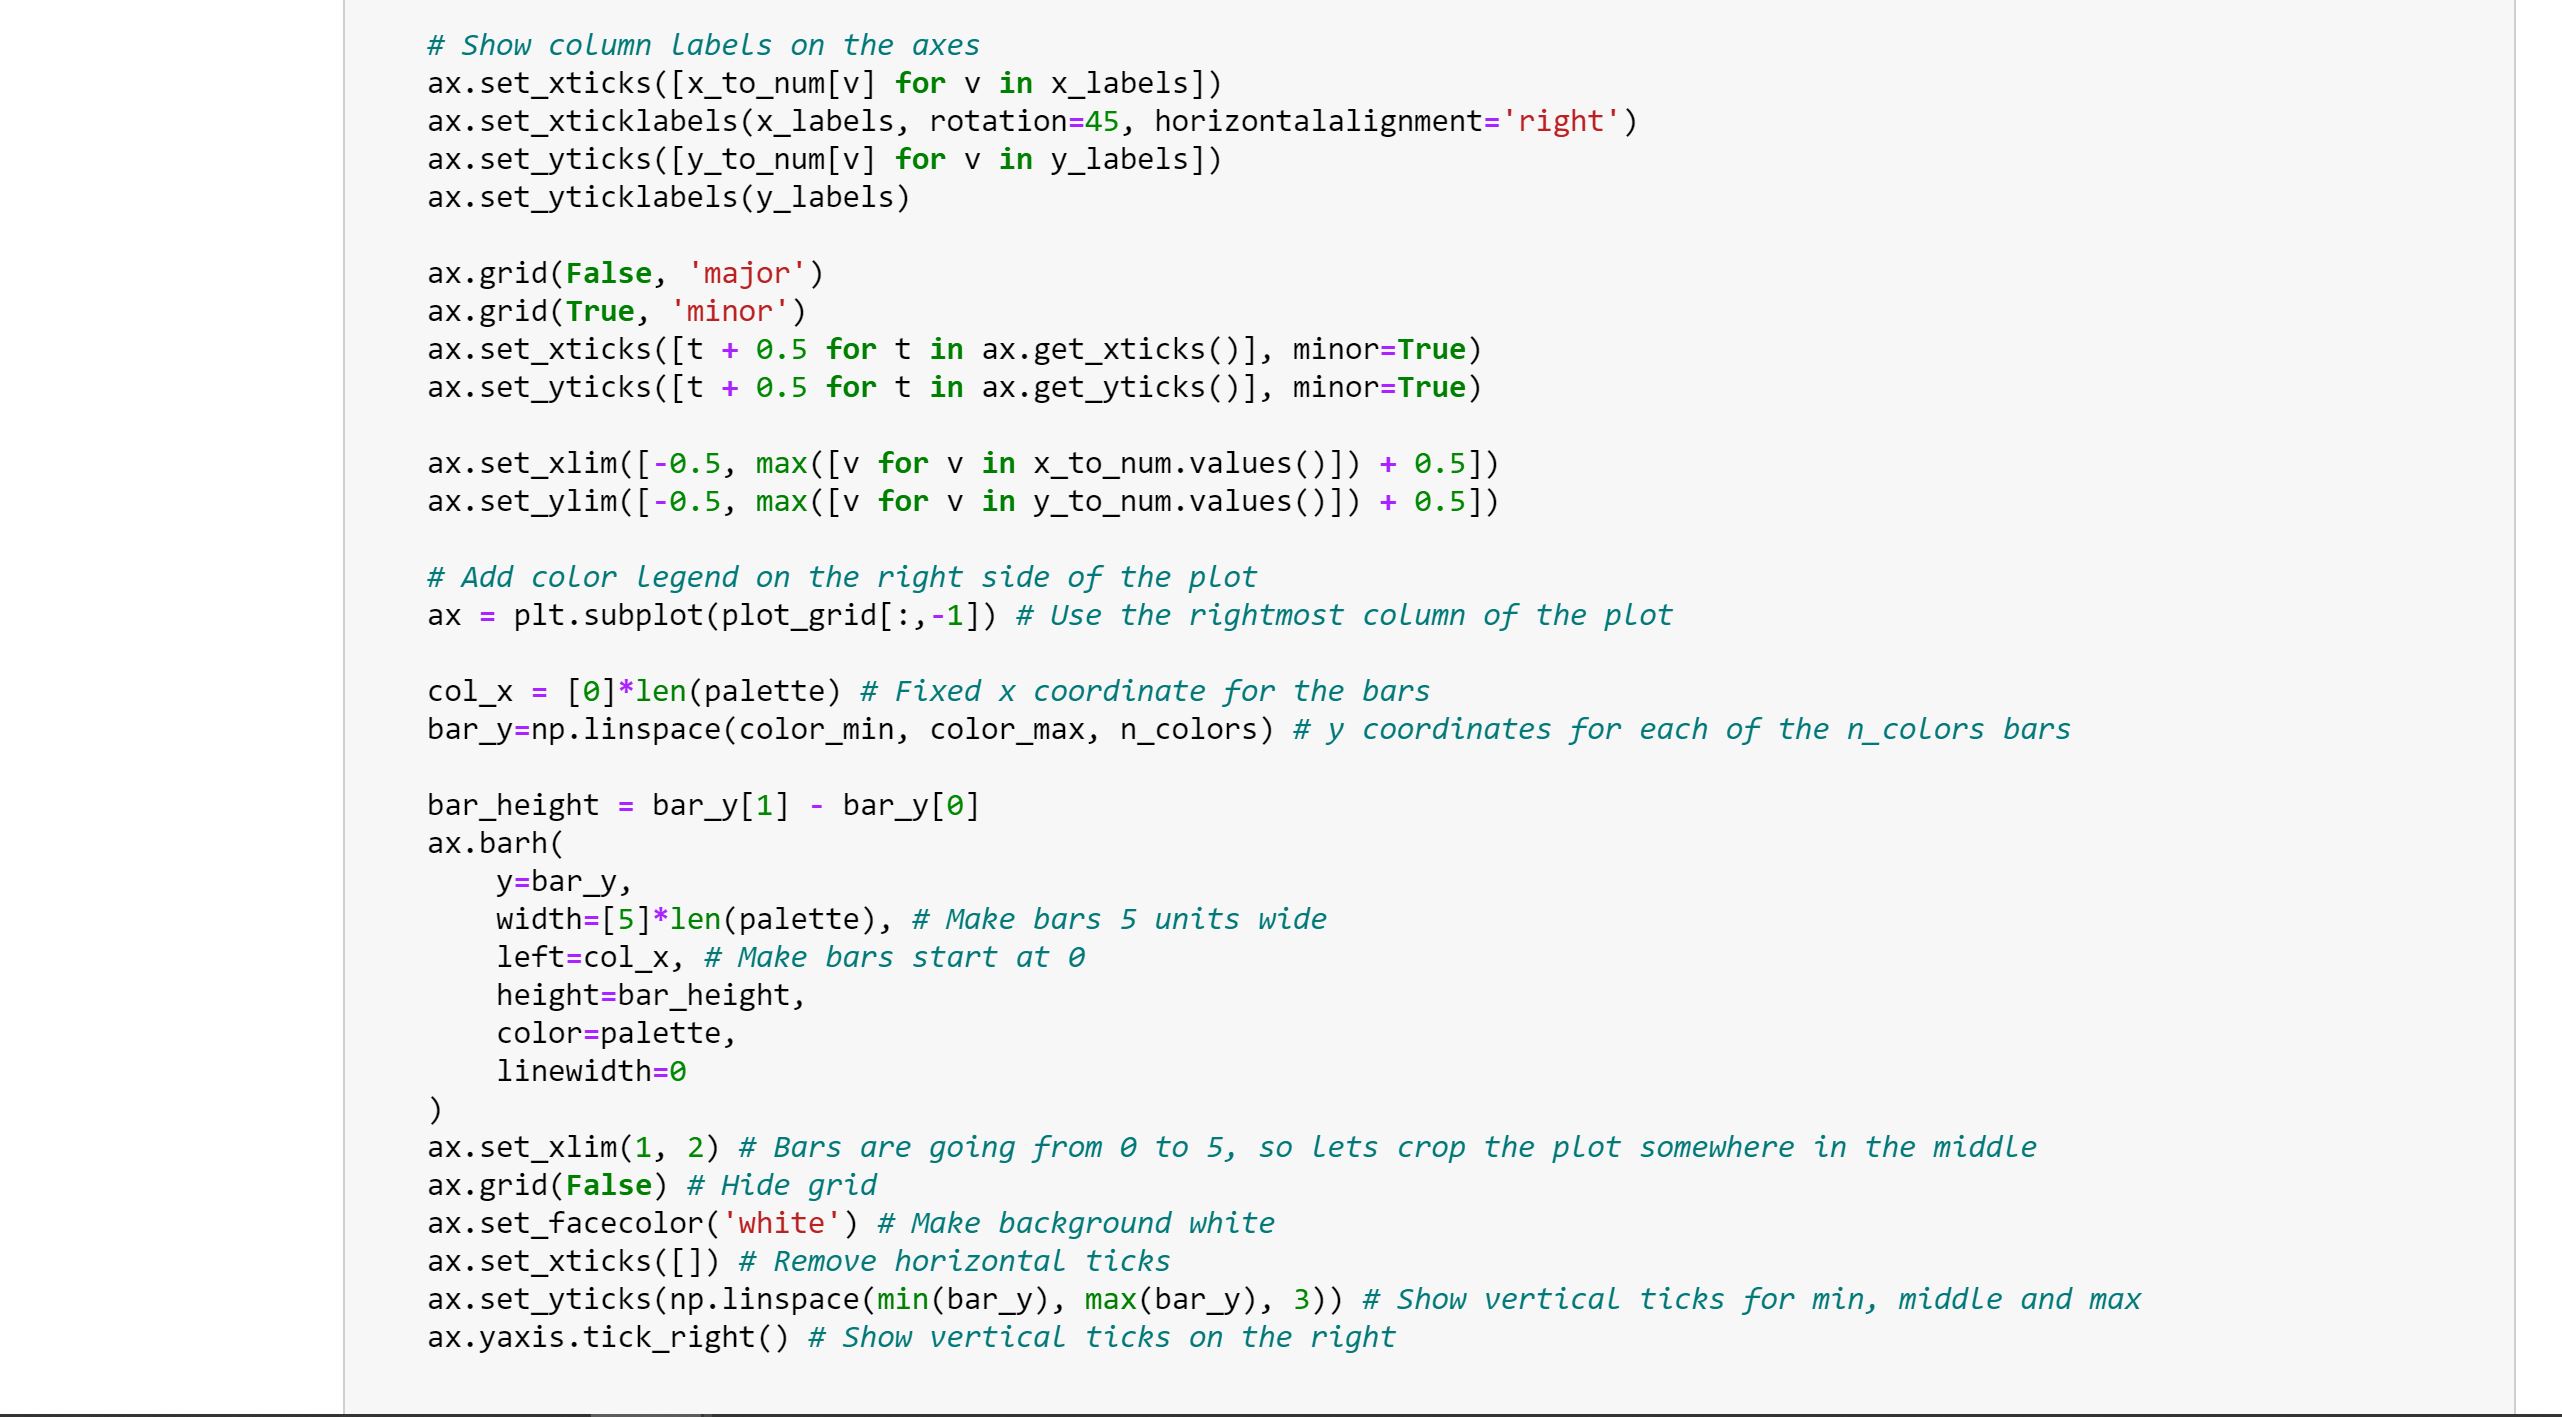 # Show column labels on the axes
ax.set_xticks([x_to_num[v] for v in x_labels])
ax.set_xticklabels(x_labels, rotation=45, horizontalalignment='right')
ax.set_yticks([y_to_num[v] for v in y_labels])
ax.set_yticklabels(y_labels)
ax.grid(False, 'major')
ax.grid(True, 'minor')
ax.set_xticks([t + 0.5 for t in ax.get_xticks()], minor=True)
ax.set_yticks([t + 0.5 for t in ax.get_yticks()], minor=True)
ax.set_xlim([-0.5, max([v for v in x_to_num.values()]) + 0.5])
ax.set_ylim([-0.5, max([v for v in y_to_num.values()]) + 0.5])
# Add color legend on the right side of the plot
ax = plt.subplot(plot_grid[:,-1]) # Use the rightmost column of the plot
col_x = [0]*len(palette) # Fixed x coordinate for the bars
bar_y=np.linspace(color_min, color_max, n_colors) # y coordinates for each of the n_colors bars
bar_height = bar_y[1] - bar_y[0]
ax.barh(
    y=bar_y,
    width=[5]*len(palette), # Make bars 5 units wide
    left=col_x, # Make bars start at 0
    height=bar_height,
    color=palette,
    linewidth=0
)
ax.set_xlim(1, 2) # Bars are going from 0 to 5, so lets crop the plot somewhere in the middle
ax.grid(False) # Hide grid
ax.set_facecolor('white') # Make background white
ax.set_xticks([]) # Remove horizontal ticks
ax.set_yticks(np.linspace(min(bar_y), max(bar_y), 3)) # Show vertical ticks for min, middle and max
ax.yaxis.tick_right() # Show vertical ticks on the right